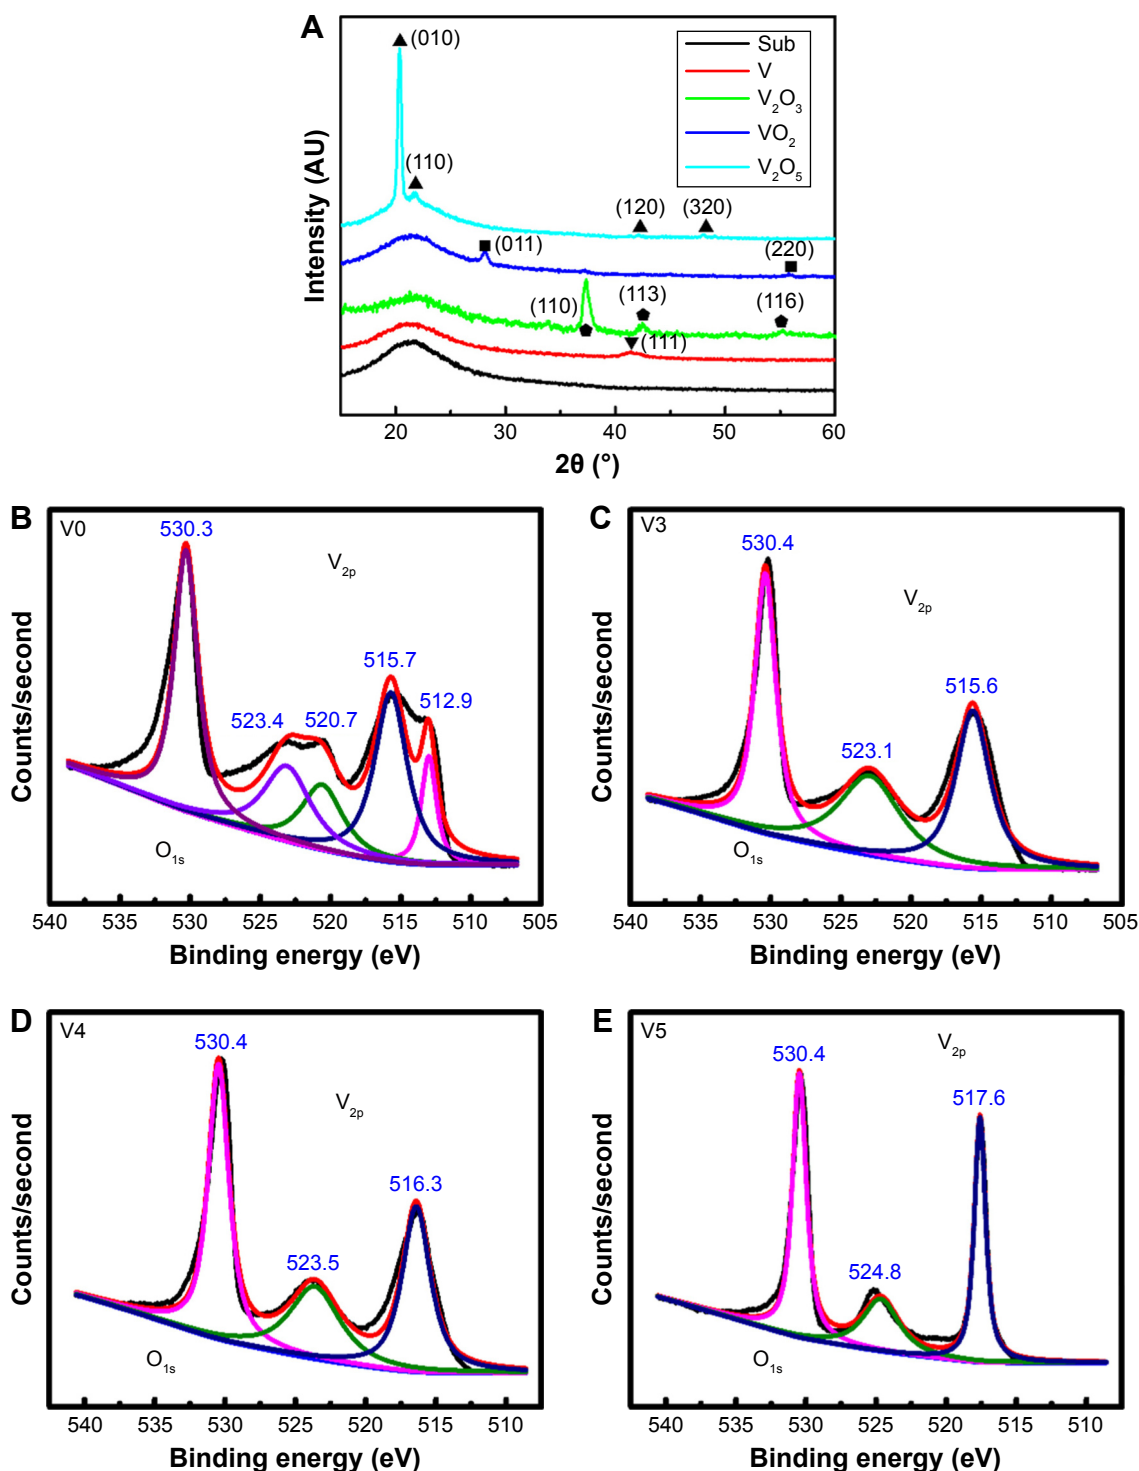 A
(010)
(110)
(120) (320)
(011)
(220)
(110)
(113)
(116)
(111)
Sub
V
V₂O₃
VO₂
V₂O₅
Intensity (AU)
20 30 40 50 60
2θ (°)
B
V0
530.3
V₂ₚ
515.7
512.9
523.4 520.7
O₁ₛ
Counts/second
540 535 530 525 520 515 510 505
Binding energy (eV)
C
V3
530.4
V₂ₚ
515.6
523.1
O₁ₛ
Counts/second
540 535 530 525 520 515 510 505
Binding energy (eV)
D
V4
530.4
V₂ₚ
516.3
523.5
O₁ₛ
Counts/second
540 535 530 525 520 515 510
Binding energy (eV)
E
V5
530.4
V₂ₚ
517.6
524.8
O₁ₛ
Counts/second
540 535 530 525 520 515 510
Binding energy (eV)